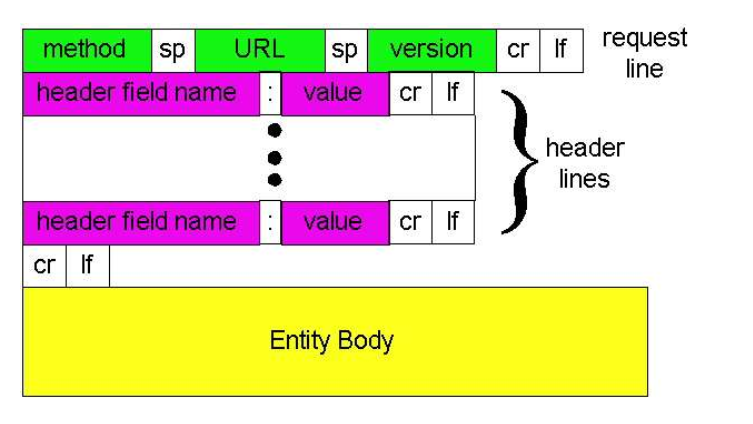 method sp URL sp version cr lf
request
line
header field name : value cr lf
header
lines
header field name : value cr lf
cr lf
Entity Body